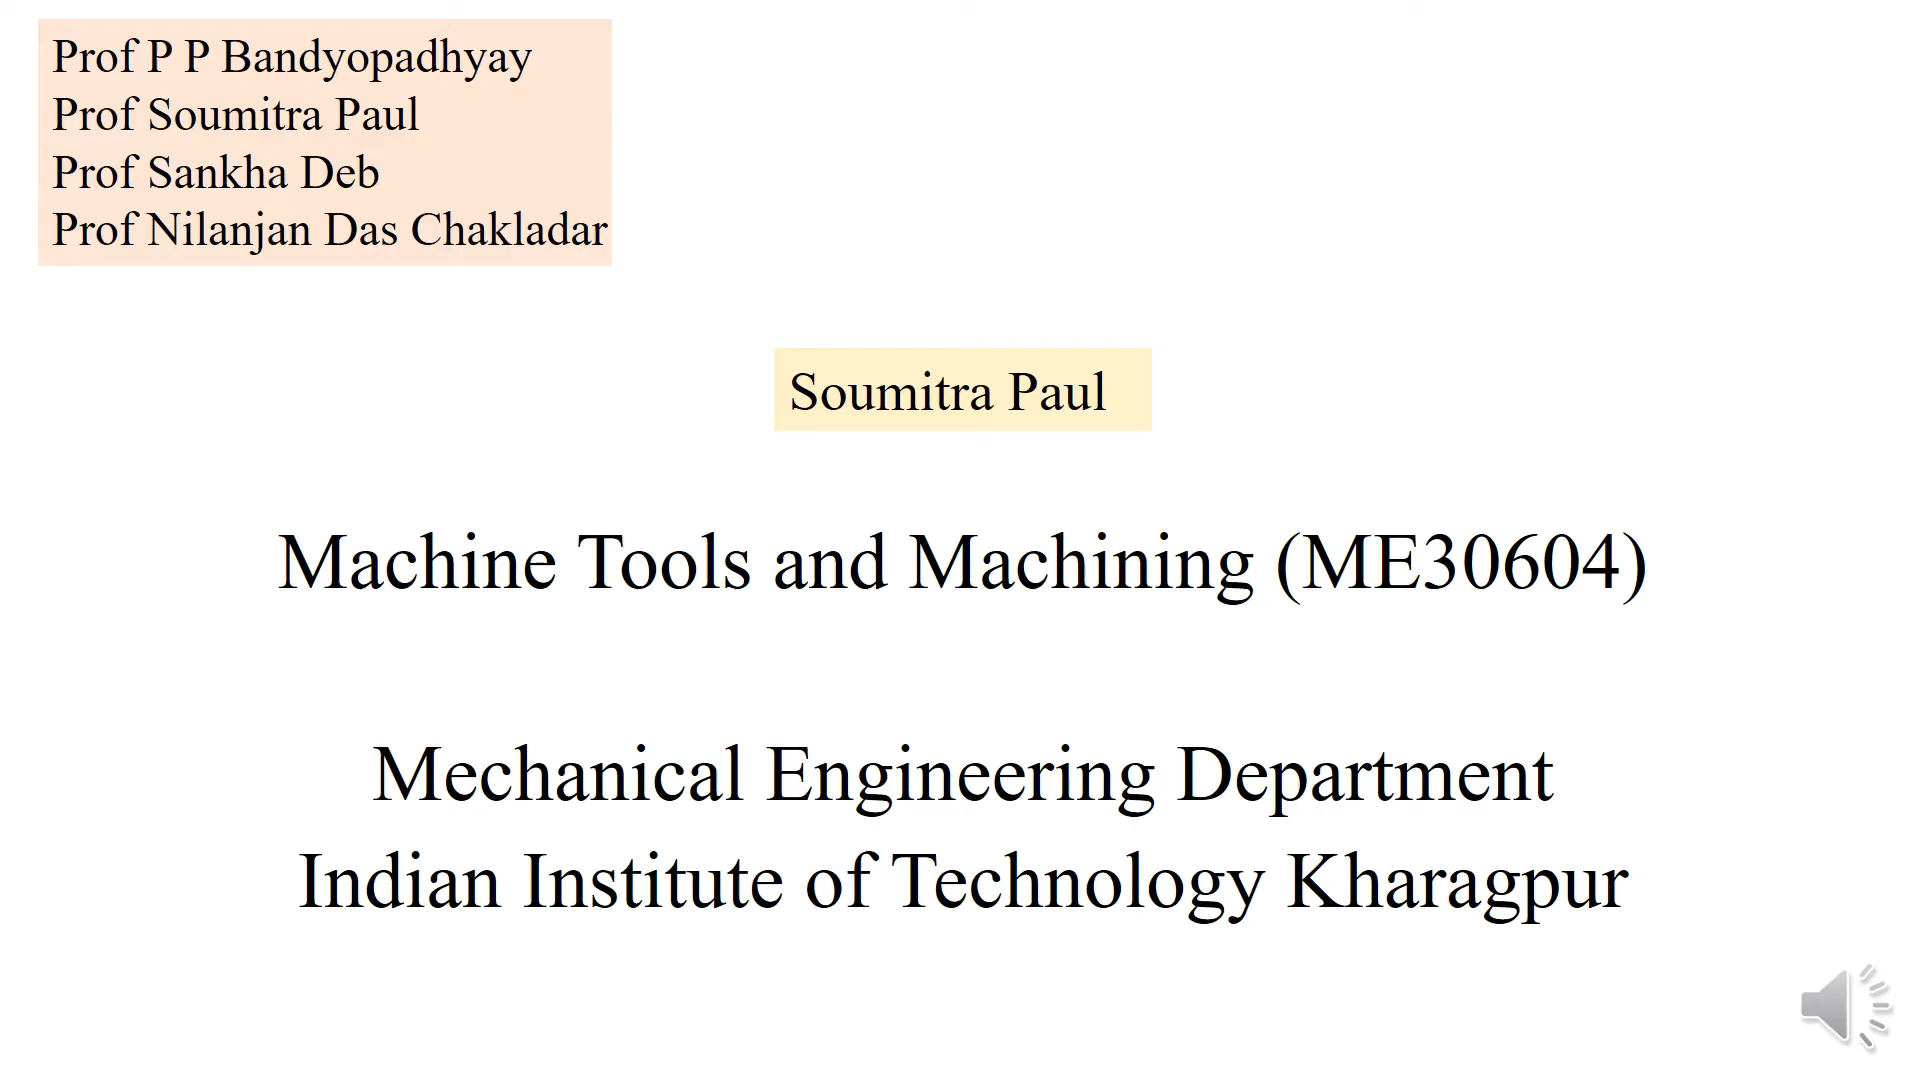 Prof P P Bandyopadhyay
Prof Soumitra Paul
Prof Sankha Deb
Prof Nilanjan Das Chakladar
Soumitra Paul
Machine Tools and Machining (ME30604)
Mechanical Engineering Department
Indian Institute of Technology Kharagpur